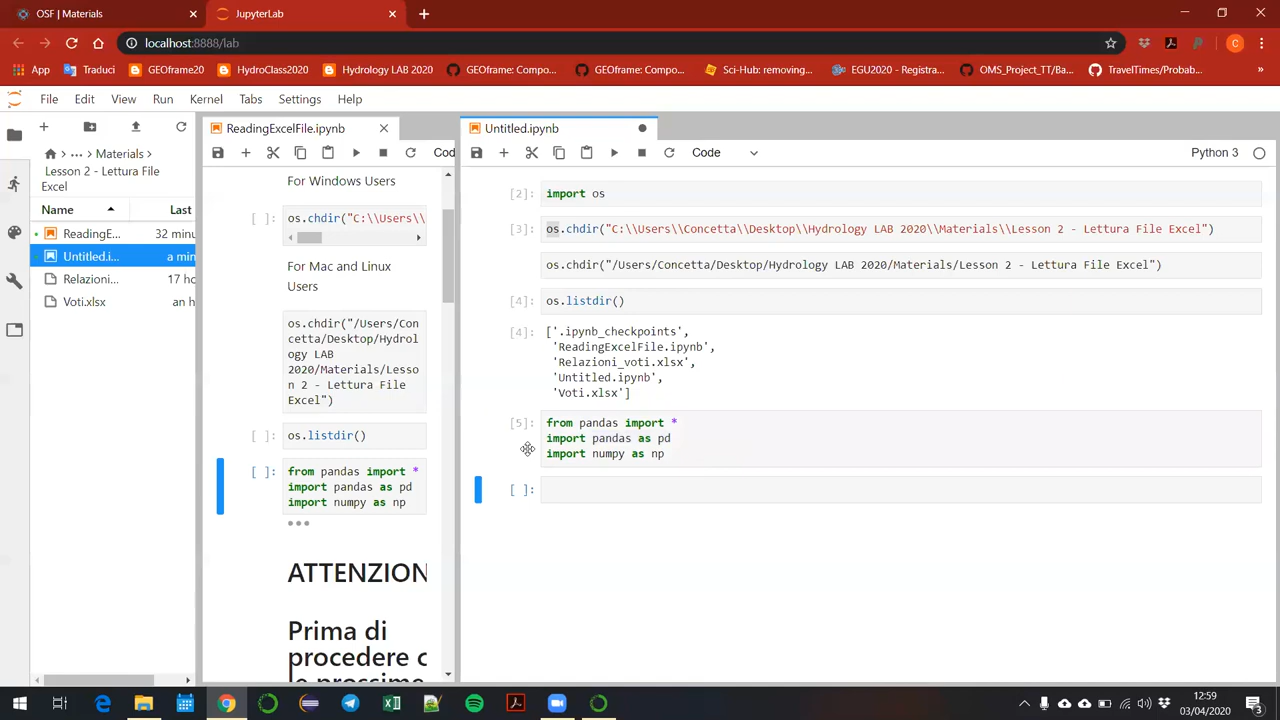 OSF | Materials
JupyterLab
localhost:8888/lab
App
Traduci
GEOframe20
HydroClass2020
Hydrology LAB 2020
GEOframe: Compo...
GEOframe: Compo...
Sci-Hub: removing...
EGU2020 - Registra...
OMS_Project_TT/Ba...
TravelTimes/Probab...
»
File Edit View Run Kernel Tabs Settings Help
ReadingExcelFile.ipynb
Untitled.ipynb
Cod
Code
Python 3
... Materials >
Lesson 2 - Lettura File
Excel
Name Last
ReadingE... 32 minu
Untitled.i... a min
Relazioni... 17 ho
Voti.xlsx an h
For Windows Users
[ ]: os.chdir("C:\\Users\\
For Mac and Linux
Users
os.chdir("/Users/Con
cetta/Desktop/Hydrol
ogy LAB
2020/Materials/Lesso
n 2 - Lettura File
Excel")
[ ]: os.listdir()
[ ]: from pandas import *
import pandas as pd
import numpy as np
ATTENZION
Prima di
procedere c
le prossime
[2]: import os
[3]: os.chdir("C:\\Users\\Concetta\\Desktop\\Hydrology LAB 2020\\Materials\\Lesson 2 - Lettura File Excel")
os.chdir("/Users/Concetta/Desktop/Hydrology LAB 2020/Materials/Lesson 2 - Lettura File Excel")
[4]: os.listdir()
[4]: ['.ipynb_checkpoints',
'ReadingExcelFile.ipynb',
'Relazioni_voti.xlsx',
'Untitled.ipynb',
'Voti.xlsx']
[5]: from pandas import *
import pandas as pd
import numpy as np
[ ]:
12:59
03/04/2020
3